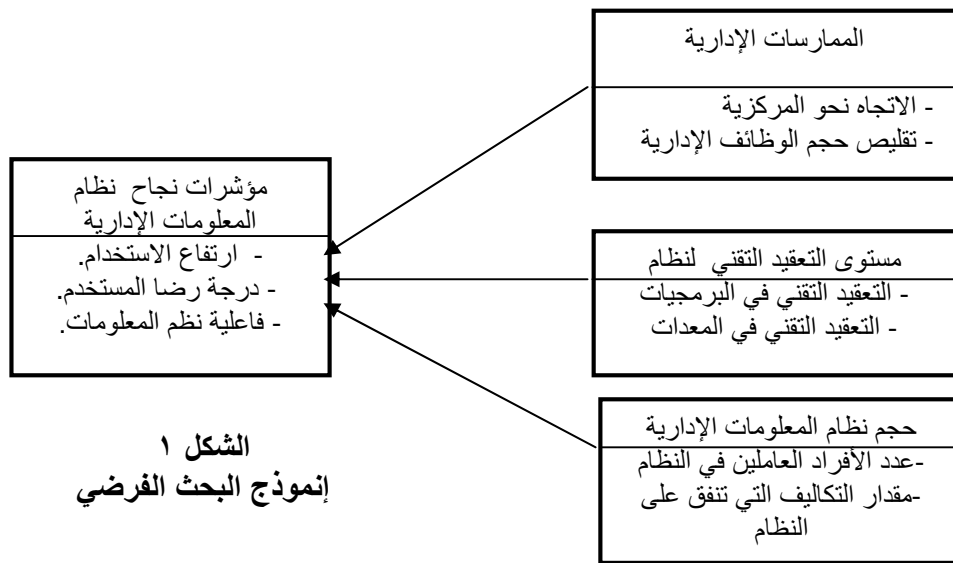 الممارسات الإدارية
- الاتجاه نحو المركزية
- تقليص حجم الوظائف الإدارية
مستوى التعقيد التقني لنظام
- التعقيد التقني في البرمجيات
- التعقيد التقني في المعدات
حجم نظام المعلومات الإدارية
-عدد الأفراد العاملين في النظام
-مقدار التكاليف التي تنفق على
النظام
مؤشرات نجاح نظام
المعلومات الإدارية
- ارتفاع الاستخدام.
- درجة رضا المستخدم.
- فاعلية نظم المعلومات.
الشكل ١
إنموذج البحث الفرضي